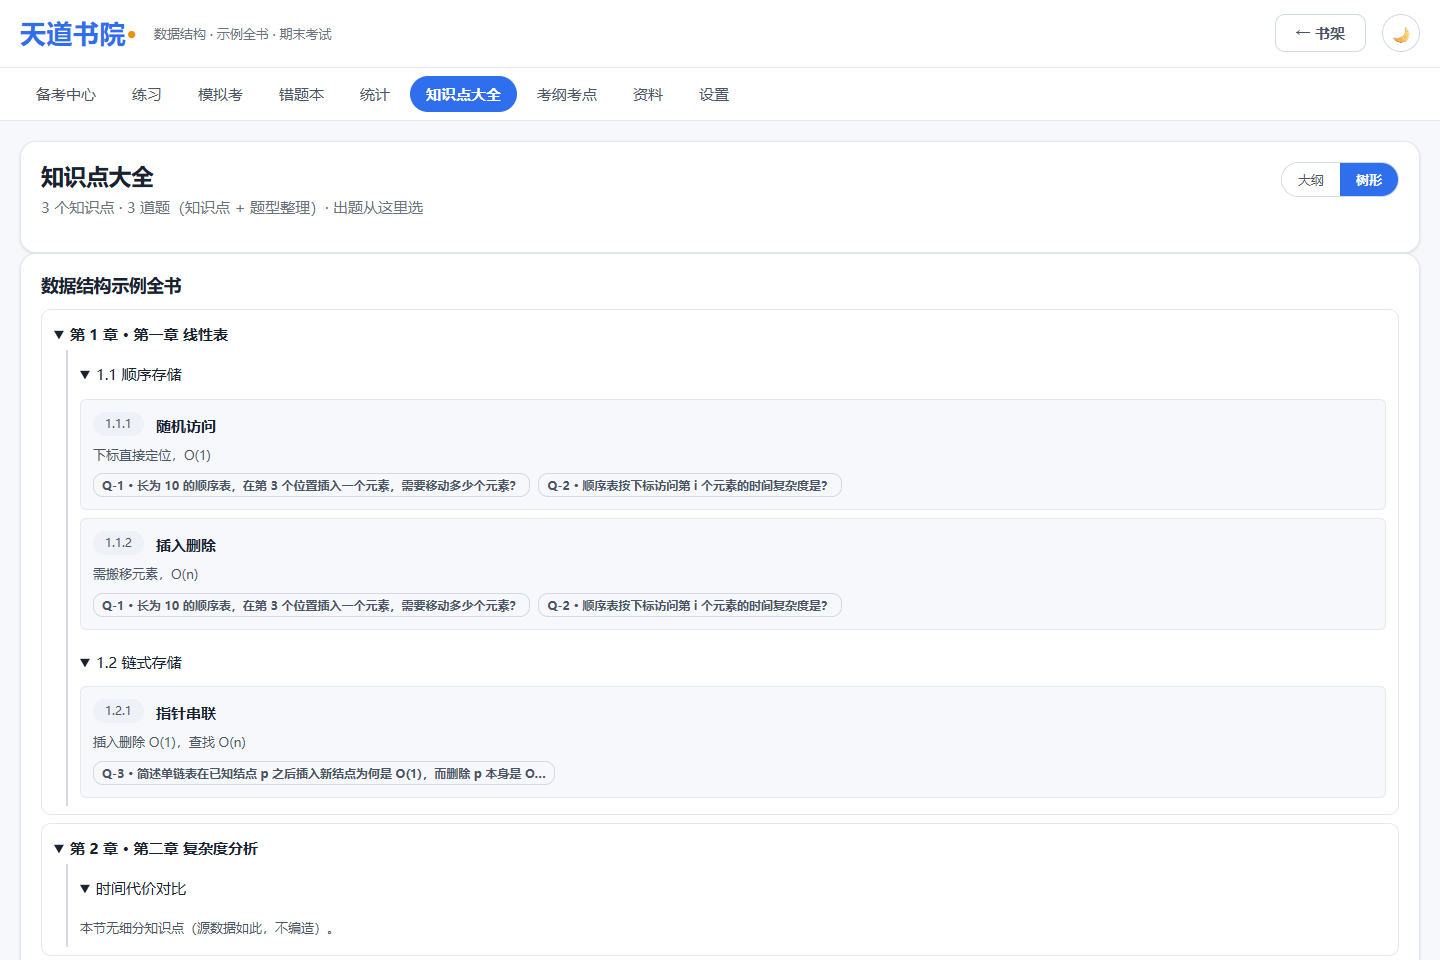 天道书院
数据结构 · 示例全书 · 期末考试
← 书架
备考中心 练习 模拟考 错题本 统计 知识点大全 考纲考点 资料 设置
知识点大全
3 个知识点 · 3 道题（知识点 + 题型整理）· 出题从这里选
大纲 树形
数据结构示例全书
▼ 第 1 章 • 第一章 线性表
▼ 1.1 顺序存储
1.1.1 随机访问
下标直接定位，O(1)
Q-1 • 长为 10 的顺序表，在第 3 个位置插入一个元素，需要移动多少个元素？ Q-2 • 顺序表按下标访问第 i 个元素的时间复杂度是？
1.1.2 插入删除
需搬移元素，O(n)
Q-1 • 长为 10 的顺序表，在第 3 个位置插入一个元素，需要移动多少个元素？ Q-2 • 顺序表按下标访问第 i 个元素的时间复杂度是？
▼ 1.2 链式存储
1.2.1 指针串联
插入删除 O(1)，查找 O(n)
Q-3 • 简述单链表在已知结点 p 之后插入新结点为何是 O(1)，而删除 p 本身是 O...
▼ 第 2 章 • 第二章 复杂度分析
▼ 时间代价对比
本节无细分知识点（源数据如此，不编造）。